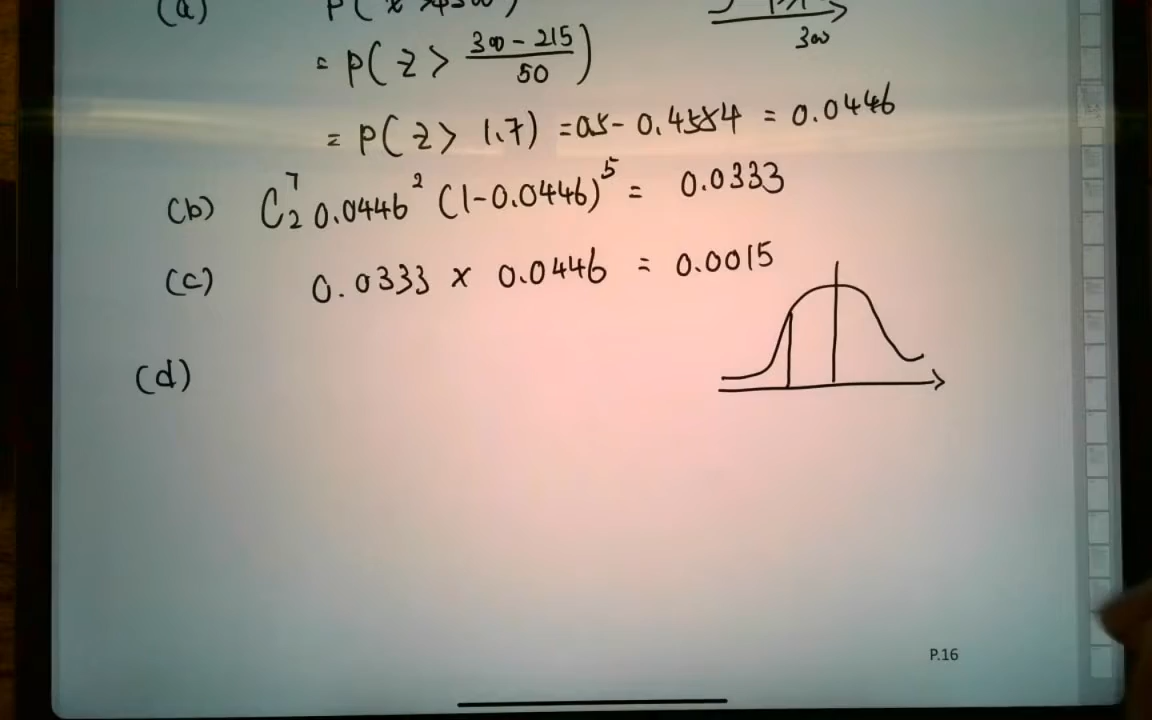 (a) P(
300
= P(z > 300 - 215 / 50)
= P(z > 1.7) = 0.5 - 0.4554 = 0.0446
(b) C⁷₂ 0.0446² (1-0.0446)⁵ = 0.0333
(c) 0.0333 x 0.0446 = 0.0015
(d)
P.16